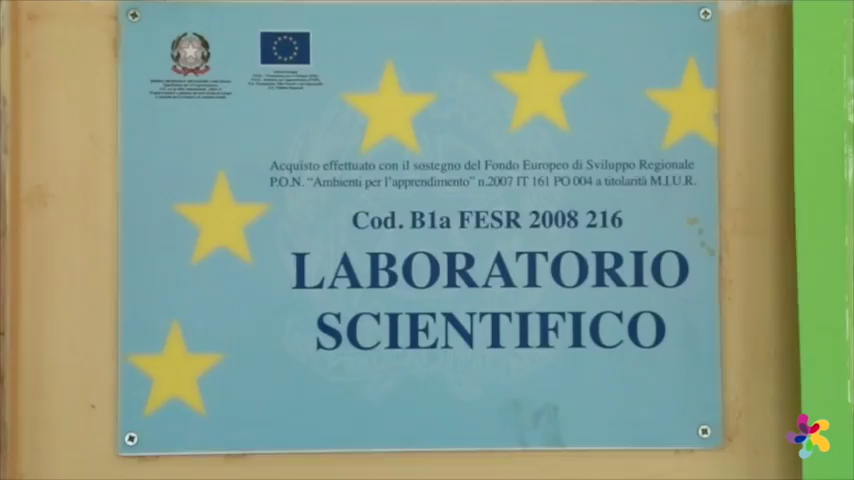 Acquisto effettuato con il sostegno del Fondo Europeo di Sviluppo Regionale
P.O.N. “Ambienti per l’apprendimento” n.2007 IT 161 PO 004 a titolarità M.I.U.R.
Cod. B1a FESR 2008 216
LABORATORIO
SCIENTIFICO